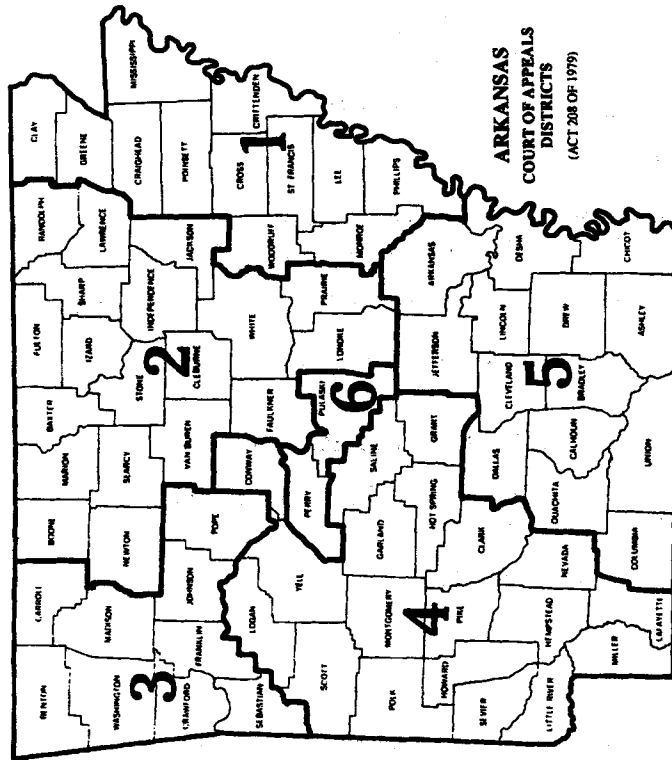 ARKANSAS
COURT OF APPEALS
DISTRICTS
(ACT 208 OF 1979)
BENTON
CARROLL
BOONE
MARION
BAXTER
FULTON
RANDOLPH
CLAY
WASHINGTON
MADISON
NEWTON
SEARCY
IZARD
SHARP
LAWRENCE
GREENE
3
CRAWFORD
FRANKLIN
JOHNSON
POPE
VAN BUREN
STONE
2
CLEBURNE
INDEPENDENCE
JACKSON
CRAIGHEAD
MISSISSIPPI
POINSETT
SEBASTIAN
LOGAN
CONWAY
FAULKNER
WHITE
WOODRUFF
CROSS
1
CRITTENDEN
ST FRANCIS
SCOTT
YELL
PERRY
PULASKI
6
LONOKE
PRAIRIE
MONROE
LEE
PHILLIPS
POLK
MONTGOMERY
GARLAND
SALINE
HOT SPRING
GRANT
JEFFERSON
ARKANSAS
4
HOWARD
PIKE
CLARK
DALLAS
CLEVELAND
LINCOLN
DESHA
SEVIER
LITTLE RIVER
HEMPSTEAD
NEVADA
OUACHITA
CALHOUN
5
BRADLEY
DREW
CHICOT
MILLER
LAFAYETTE
COLUMBIA
UNION
ASHLEY